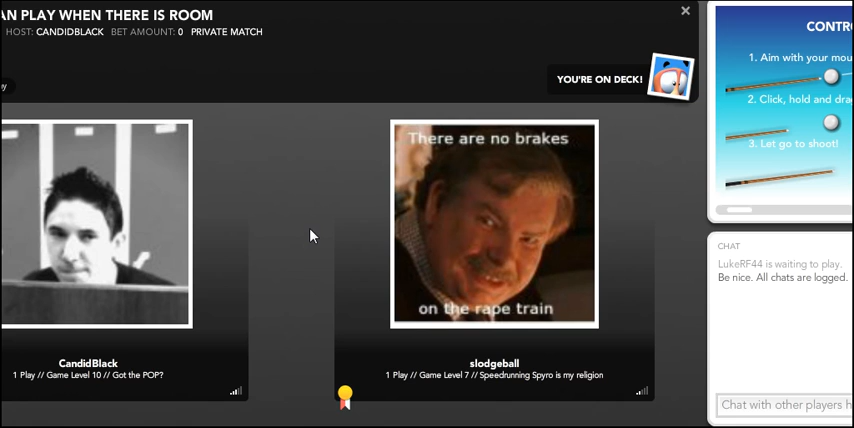 AN PLAY WHEN THERE IS ROOM
HOST: CANDIDBLACK BET AMOUNT: 0 PRIVATE MATCH
ay
YOU'RE ON DECK!
There are no brakes
on the rape train
CandidBlack
1 Play // Game Level 10 // Got the POP?
slodgeball
1 Play // Game Level 7 // Speedrunning Spyro is my religion
CONTRO
1. Aim with your mou
2. Click, hold and drag
3. Let go to shoot!
CHAT
LukeRF44 is waiting to play.
Be nice. All chats are logged.
Chat with other players h